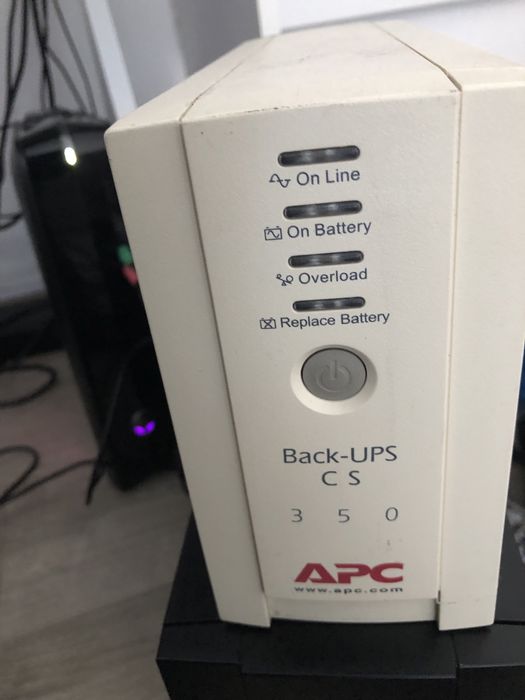 On Line
On Battery
Overload
Replace Battery
Back-UPS
CS
350
APC
www.apc.com